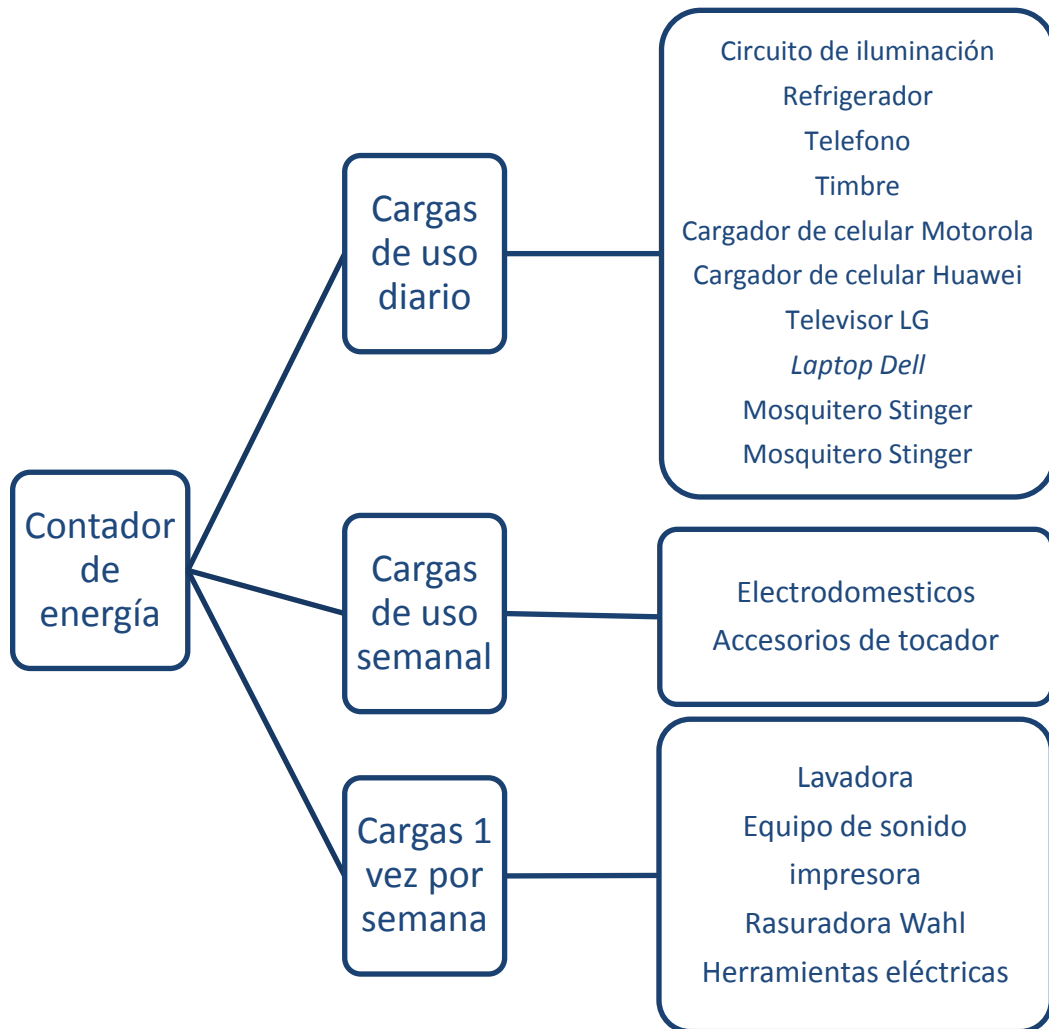 Contador
de
energía
Cargas
de uso
diario
Circuito de iluminación
Refrigerador
Telefono
Timbre
Cargador de celular Motorola
Cargador de celular Huawei
Televisor LG
Laptop Dell
Mosquitero Stinger
Mosquitero Stinger
Cargas
de uso
semanal
Electrodomesticos
Accesorios de tocador
Cargas 1
vez por
semana
Lavadora
Equipo de sonido
impresora
Rasuradora Wahl
Herramientas eléctricas